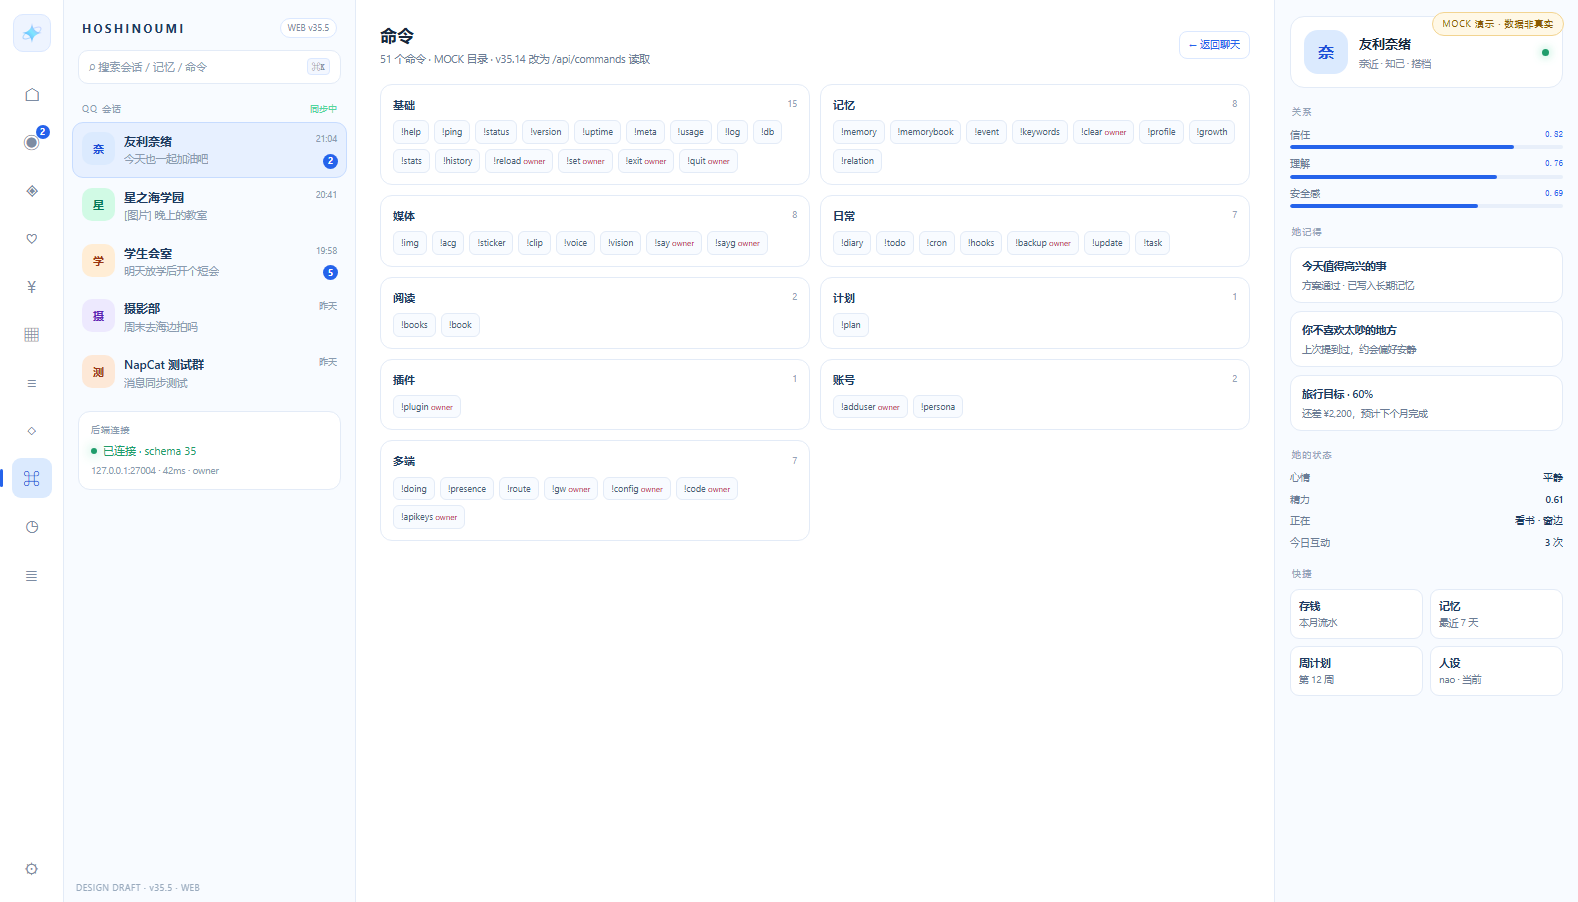 2
¥
HOSHINOUMI
WEB v35.5
搜索会话 / 记忆 / 命令
⌘K
QQ 会话
同步中
奈
友利奈绪
21:04
今天也一起加油吧
2
星
星之海学园
20:41
[图片] 晚上的教室
学
学生会室
19:58
明天放学后开个短会
5
摄
摄影部
昨天
周末去海边拍吗
测
NapCat 测试群
昨天
消息同步测试
后端连接
已连接 · schema 35
127.0.0.1:27004 · 42ms · owner
DESIGN DRAFT · v35.5 · WEB
命令
51 个命令 · MOCK 目录 · v35.14 改为 /api/commands 读取
← 返回聊天
基础
15
!help !ping !status !version !uptime !meta !usage !log !db
!stats !history !reload owner !set owner !exit owner !quit owner
记忆
8
!memory !memorybook !event !keywords !clear owner !profile !growth
!relation
媒体
8
!img !acg !sticker !clip !voice !vision !say owner !sayg owner
日常
7
!diary !todo !cron !hooks !backup owner !update !task
阅读
2
!books !book
计划
1
!plan
插件
1
!plugin owner
账号
2
!adduser owner !persona
多端
7
!doing !presence !route !gw owner !config owner !code owner
!apikeys owner
MOCK 演示 · 数据非真实
奈
友利奈绪
亲近 · 知己 · 搭档
关系
信任
0.82
理解
0.76
安全感
0.69
她记得
今天值得高兴的事
方案通过 · 已写入长期记忆
你不喜欢太吵的地方
上次提到过，约会偏好安静
旅行目标 · 60%
还差 ¥2,200，预计下个月完成
她的状态
心情
平静
精力
0.61
正在
看书 · 窗边
今日互动
3 次
快捷
存钱
本月流水
记忆
最近 7 天
周计划
第 12 周
人设
nao · 当前